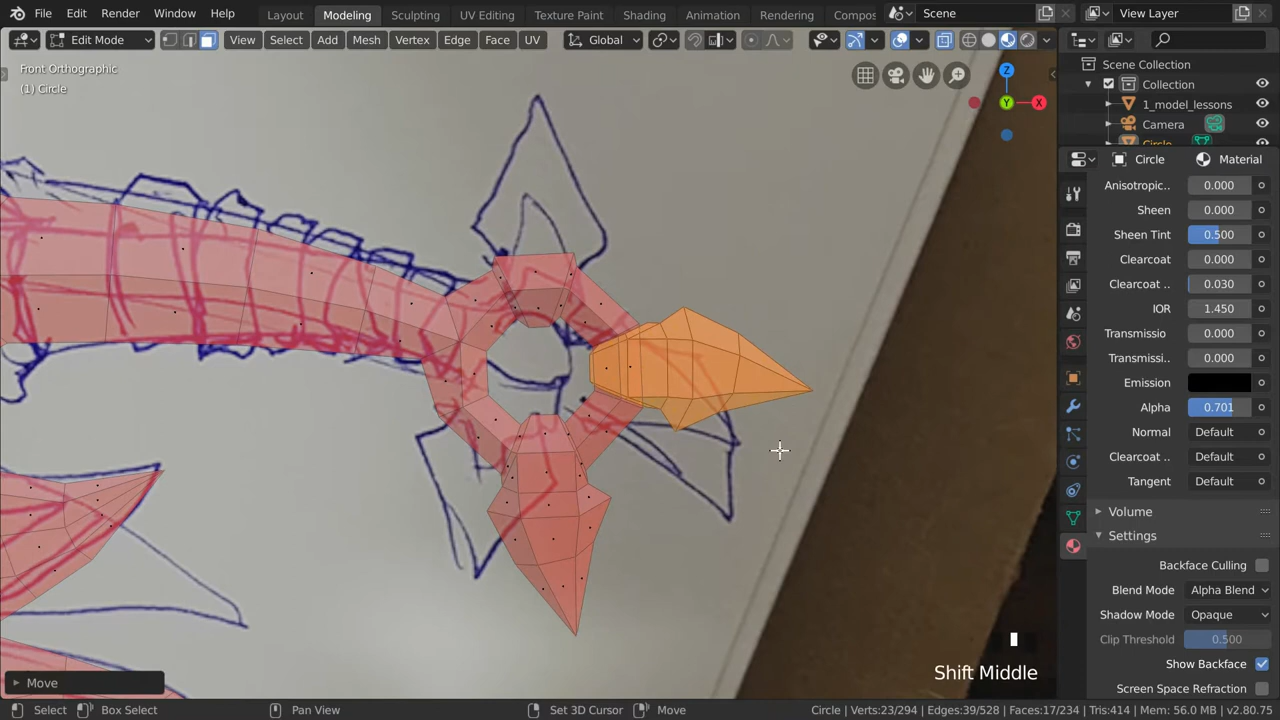 File Edit Render Window Help Layout Modeling Sculpting UV Editing Texture Paint Shading Animation Rendering Compos Scene View Layer
Edit Mode View Select Add Mesh Vertex Edge Face UV Global
Front Orthographic
(1) Circle
Z
Y
X
Scene Collection
Collection
1_model_lessons
Camera
Circle
Circle Material
Anisotropic.. 0.000
Sheen 0.000
Sheen Tint 0.500
Clearcoat 0.000
Clearcoat .. 0.030
IOR 1.450
Transmissio 0.000
Transmissi.. 0.000
Emission
Alpha 0.701
Normal Default
Clearcoat .. Default
Tangent Default
Volume
Settings
Backface Culling
Blend Mode Alpha Blend
Shadow Mode Opaque
Clip Threshold 0.500
Show Backface
Screen Space Refraction
Shift Middle
Move
Select Box Select Pan View Set 3D Cursor Move Circle | Verts:23/294 | Edges:39/528 | Faces:17/234 | Tris:414 | Mem: 56.0 MB | v2.80.75